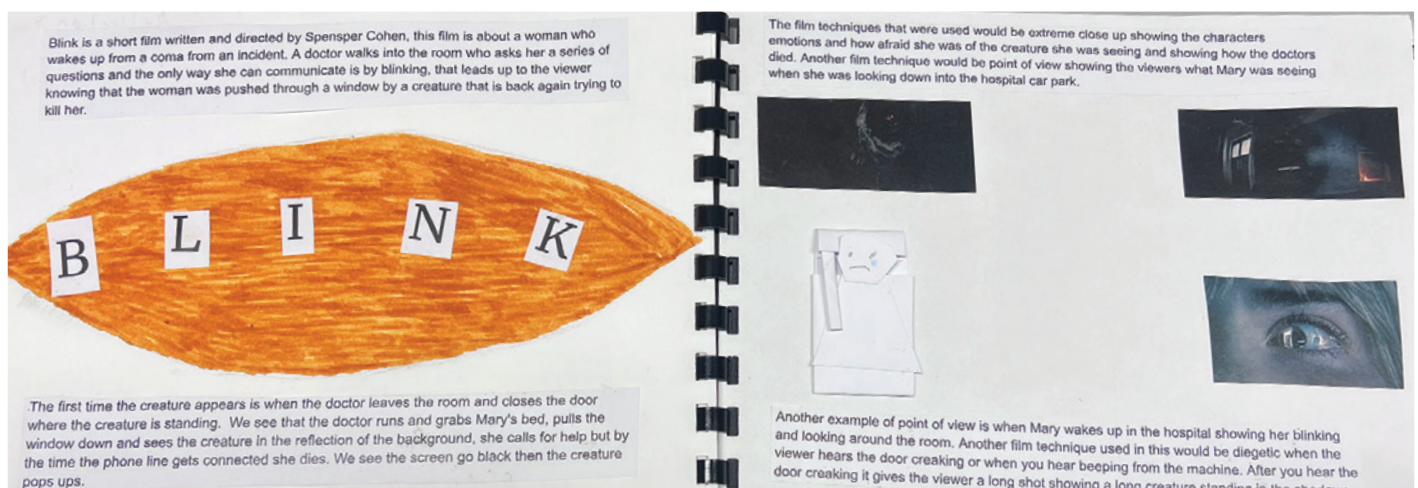 Blink is a short film written and directed by Spensper Cohen, this film is about a woman who
wakes up from a coma from an incident. A doctor walks into the room who asks her a series of
questions and the only way she can communicate is by blinking, that leads up to the viewer
knowing that the woman was pushed through a window by a creature that is back again trying to
kill her.
B L I N K
The first time the creature appears is when the doctor leaves the room and closes the door
where the creature is standing. We see that the doctor runs and grabs Mary's bed, pulls the
window down and sees the creature in the reflection of the background, she calls for help but by
the time the phone line gets connected she dies. We see the screen go black then the creature
pops ups.
The film techniques that were used would be extreme close up showing the characters
emotions and how afraid she was of the creature she was seeing and showing how the doctors
died. Another film technique would be point of view showing the viewers what Mary was seeing
when she was looking down into the hospital car park.
Another example of point of view is when Mary wakes up in the hospital showing her blinking
and looking around the room. Another film technique used in this would be diegetic when the
viewer hears the door creaking or when you hear beeping from the machine. After you hear the
door creaking it gives the viewer a long shot showing a long creature standing in the